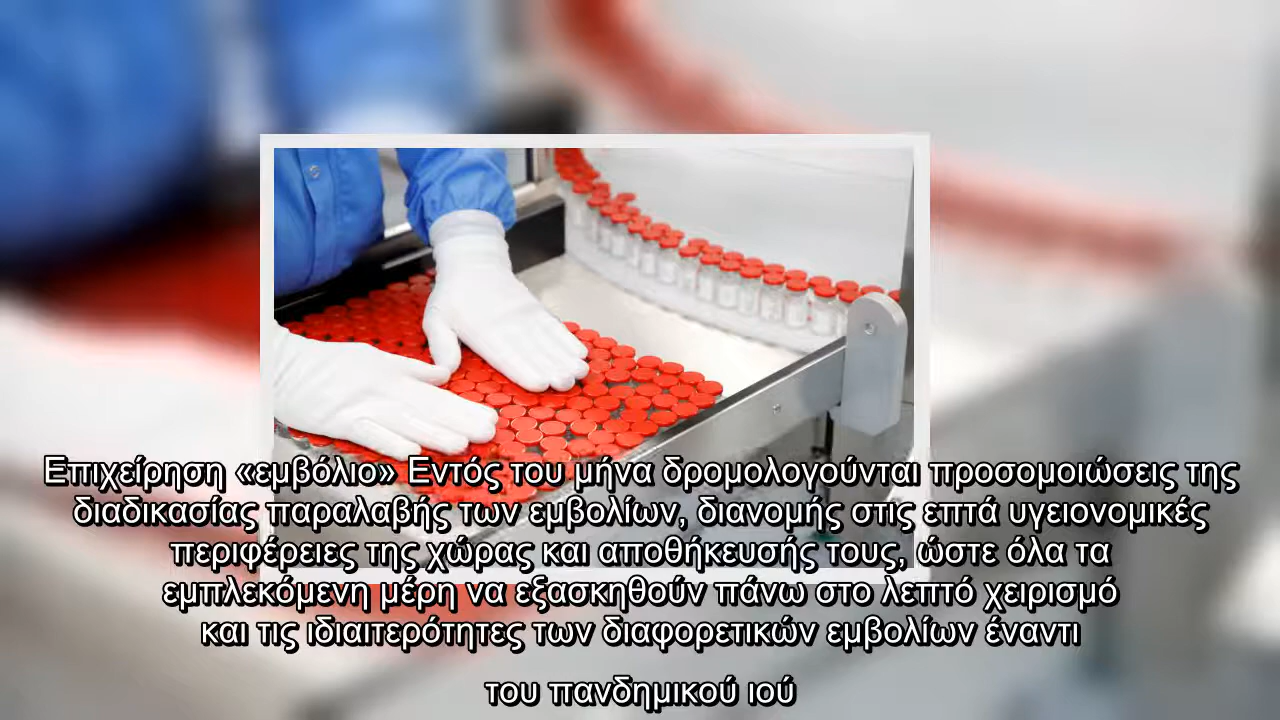 Επιχείρηση «εμβόλιο» Εντός του μήνα δρομολογούνται προσομοιώσεις της
διαδικασίας παραλαβής των εμβολίων, διανομής στις επτά υγειονομικές
περιφέρειες της χώρας και αποθήκευσής τους, ώστε όλα τα
εμπλεκόμενη μέρη να εξασκηθούν πάνω στο λεπτό χειρισμό
και τις ιδιαιτερότητες των διαφορετικών εμβολίων έναντι
του πανδημικού ιού